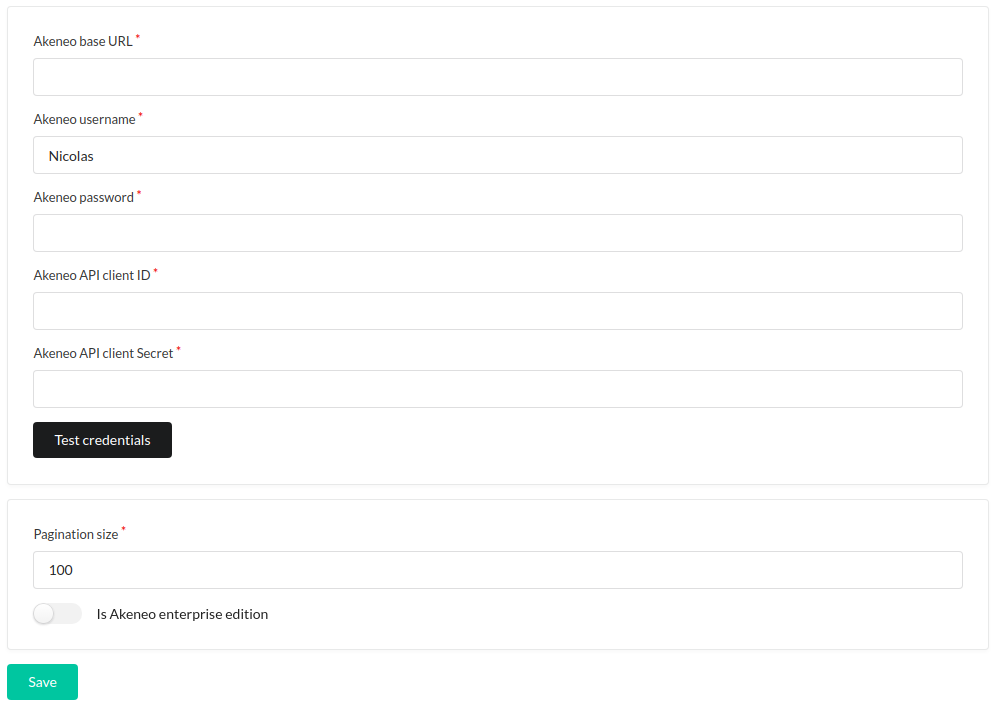 Akeneo base URL *
Akeneo username *
Nicolas
Akeneo password *
Akeneo API client ID *
Akeneo API client Secret *
Test credentials
Pagination size *
100
Is Akeneo enterprise edition
Save